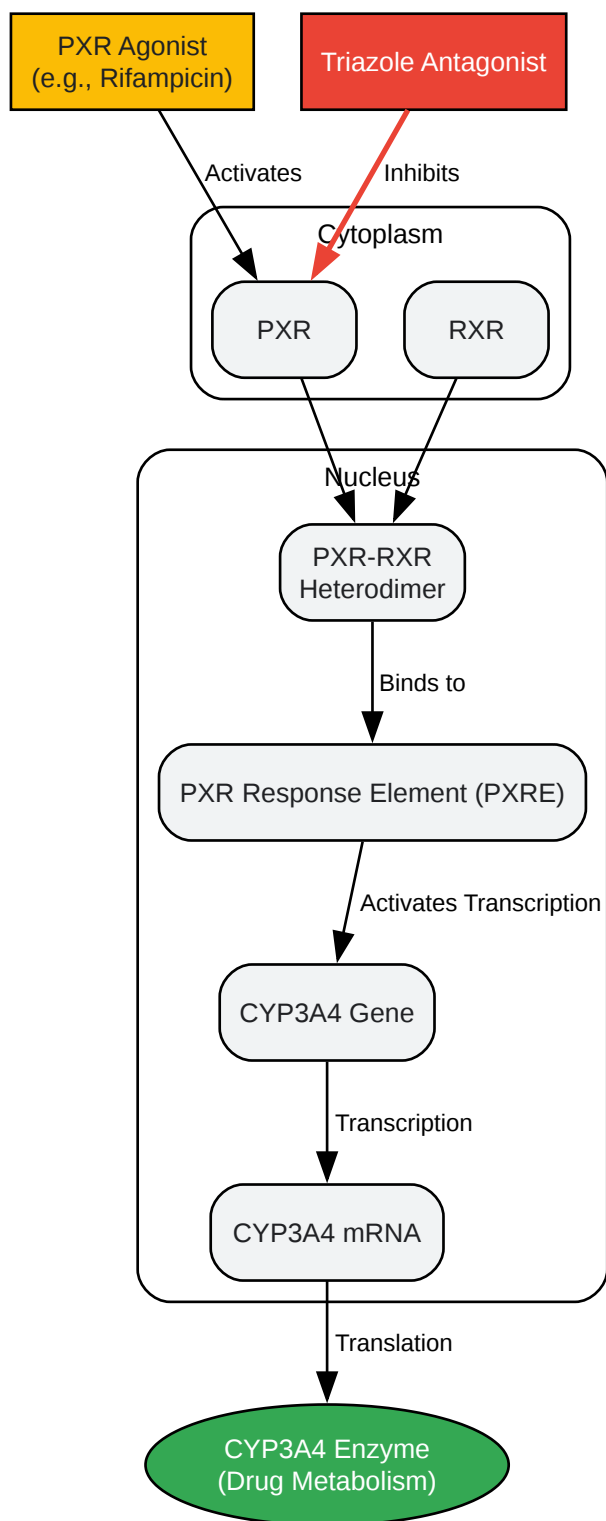 PXR Agonist
(e.g., Rifampicin)
Triazole Antagonist
Activates
Inhibits
Cytoplasm
PXR
RXR
Nucleus
PXR-RXR
Heterodimer
Binds to
PXR Response Element (PXRE)
Activates Transcription
CYP3A4 Gene
Transcription
CYP3A4 mRNA
Translation
CYP3A4 Enzyme
(Drug Metabolism)